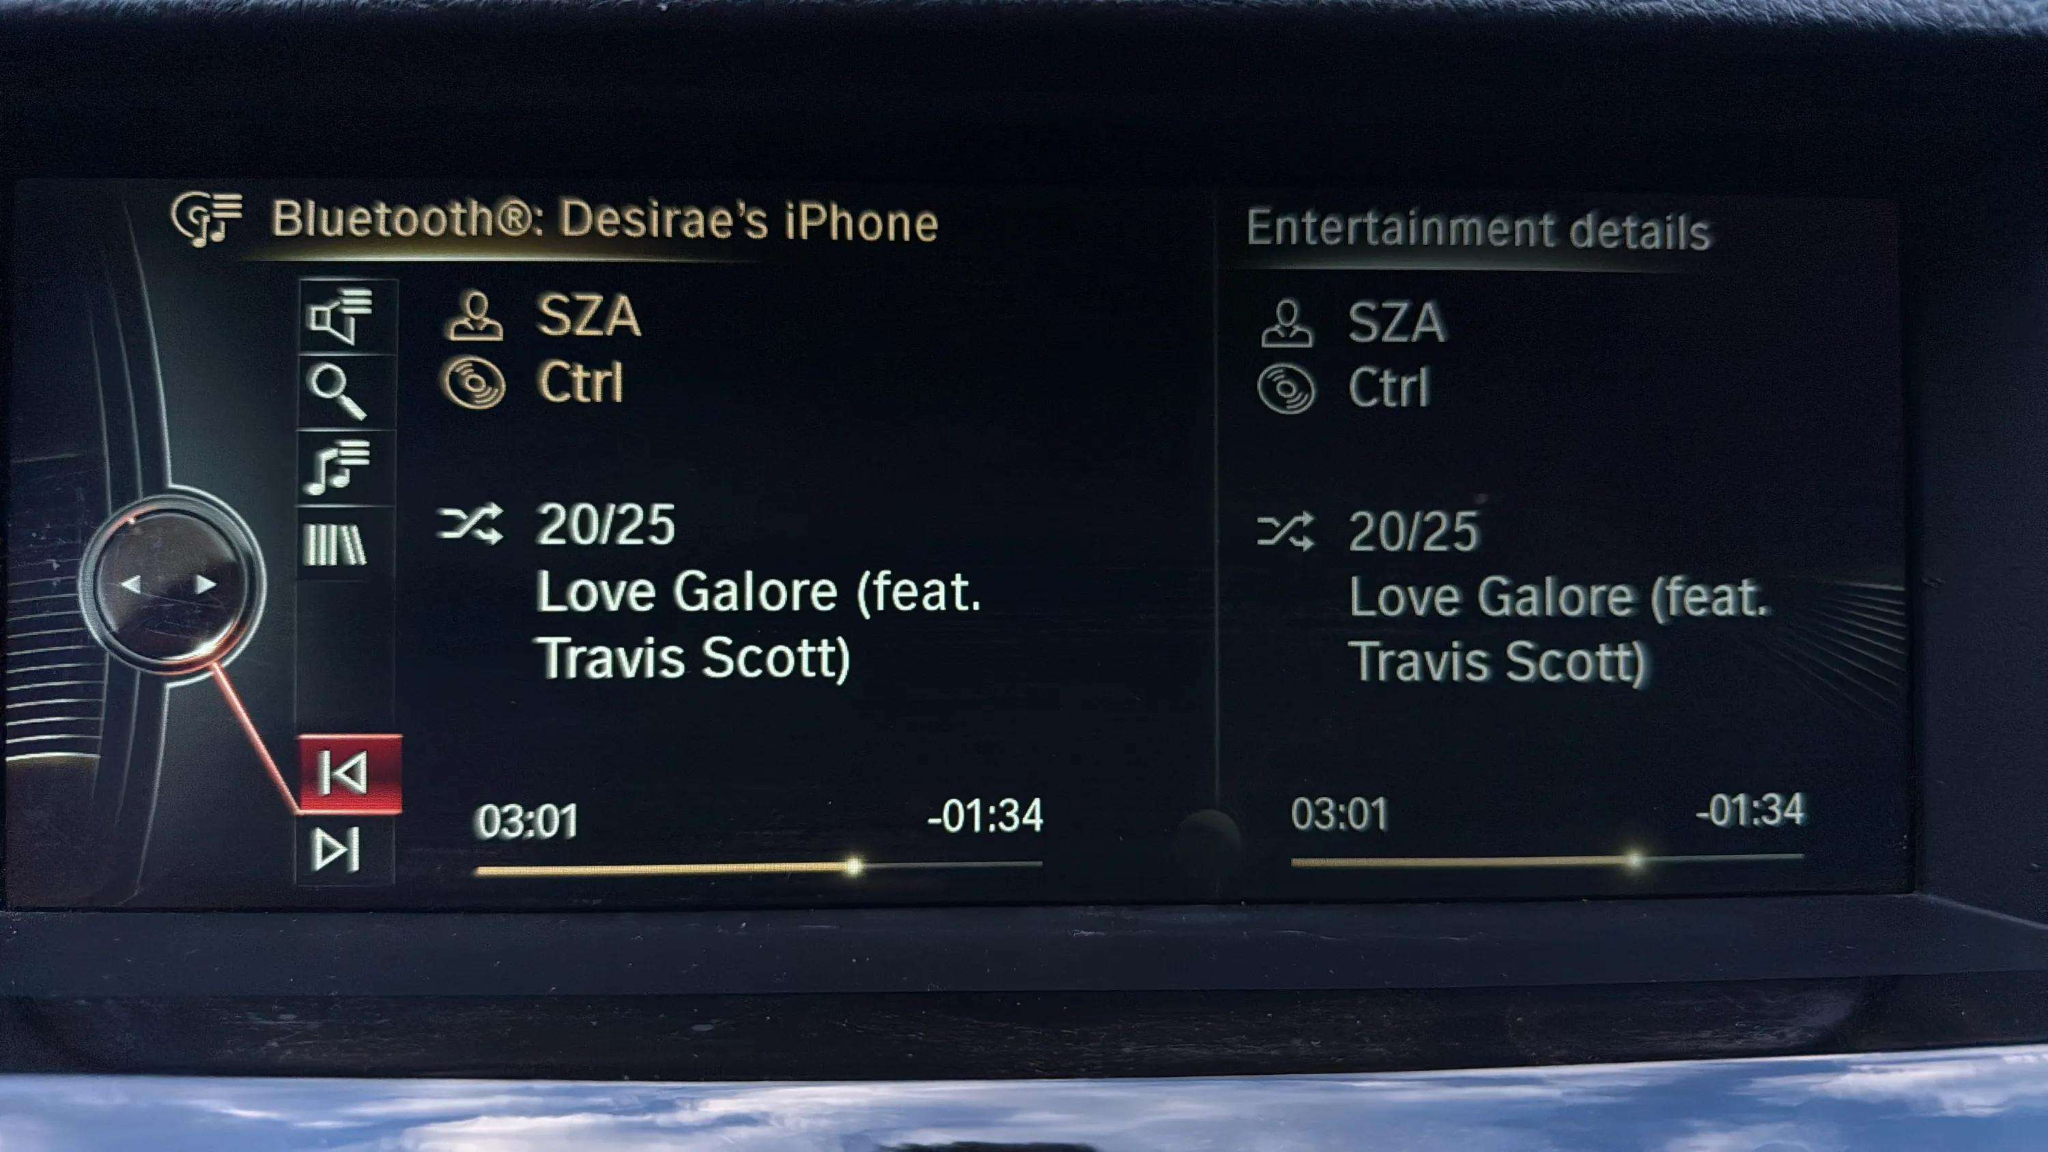 Bluetooth®: Desirae's iPhone
SZA
Ctrl
20/25
Love Galore (feat.
Travis Scott)
03:01
-01:34
Entertainment details
SZA
Ctrl
20/25
Love Galore (feat.
Travis Scott)
03:01
-01:34